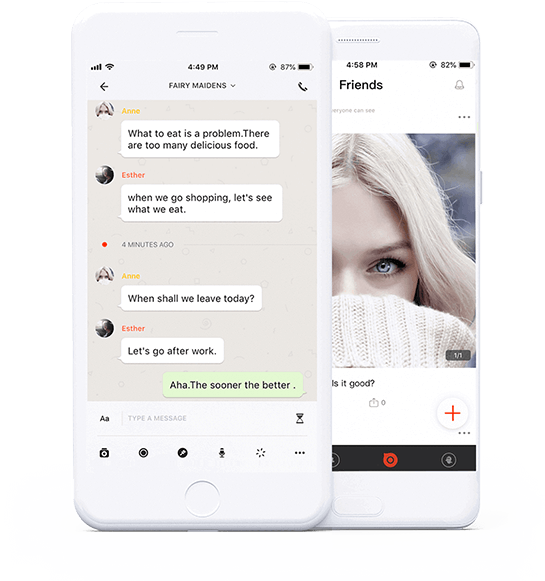 4:49 PM
87%
FAIRY MAIDENS
Anne
What to eat is a problem.There
are too many delicious food.
Esther
when we go shopping, let's see
what we eat.
4 MINUTES AGO
Anne
When shall we leave today?
Esther
Let's go after work.
Aha.The sooner the better .
Aa
TYPE A MESSAGE
4:58 PM
82%
Friends
eryone can see
1/1
Is it good?
0